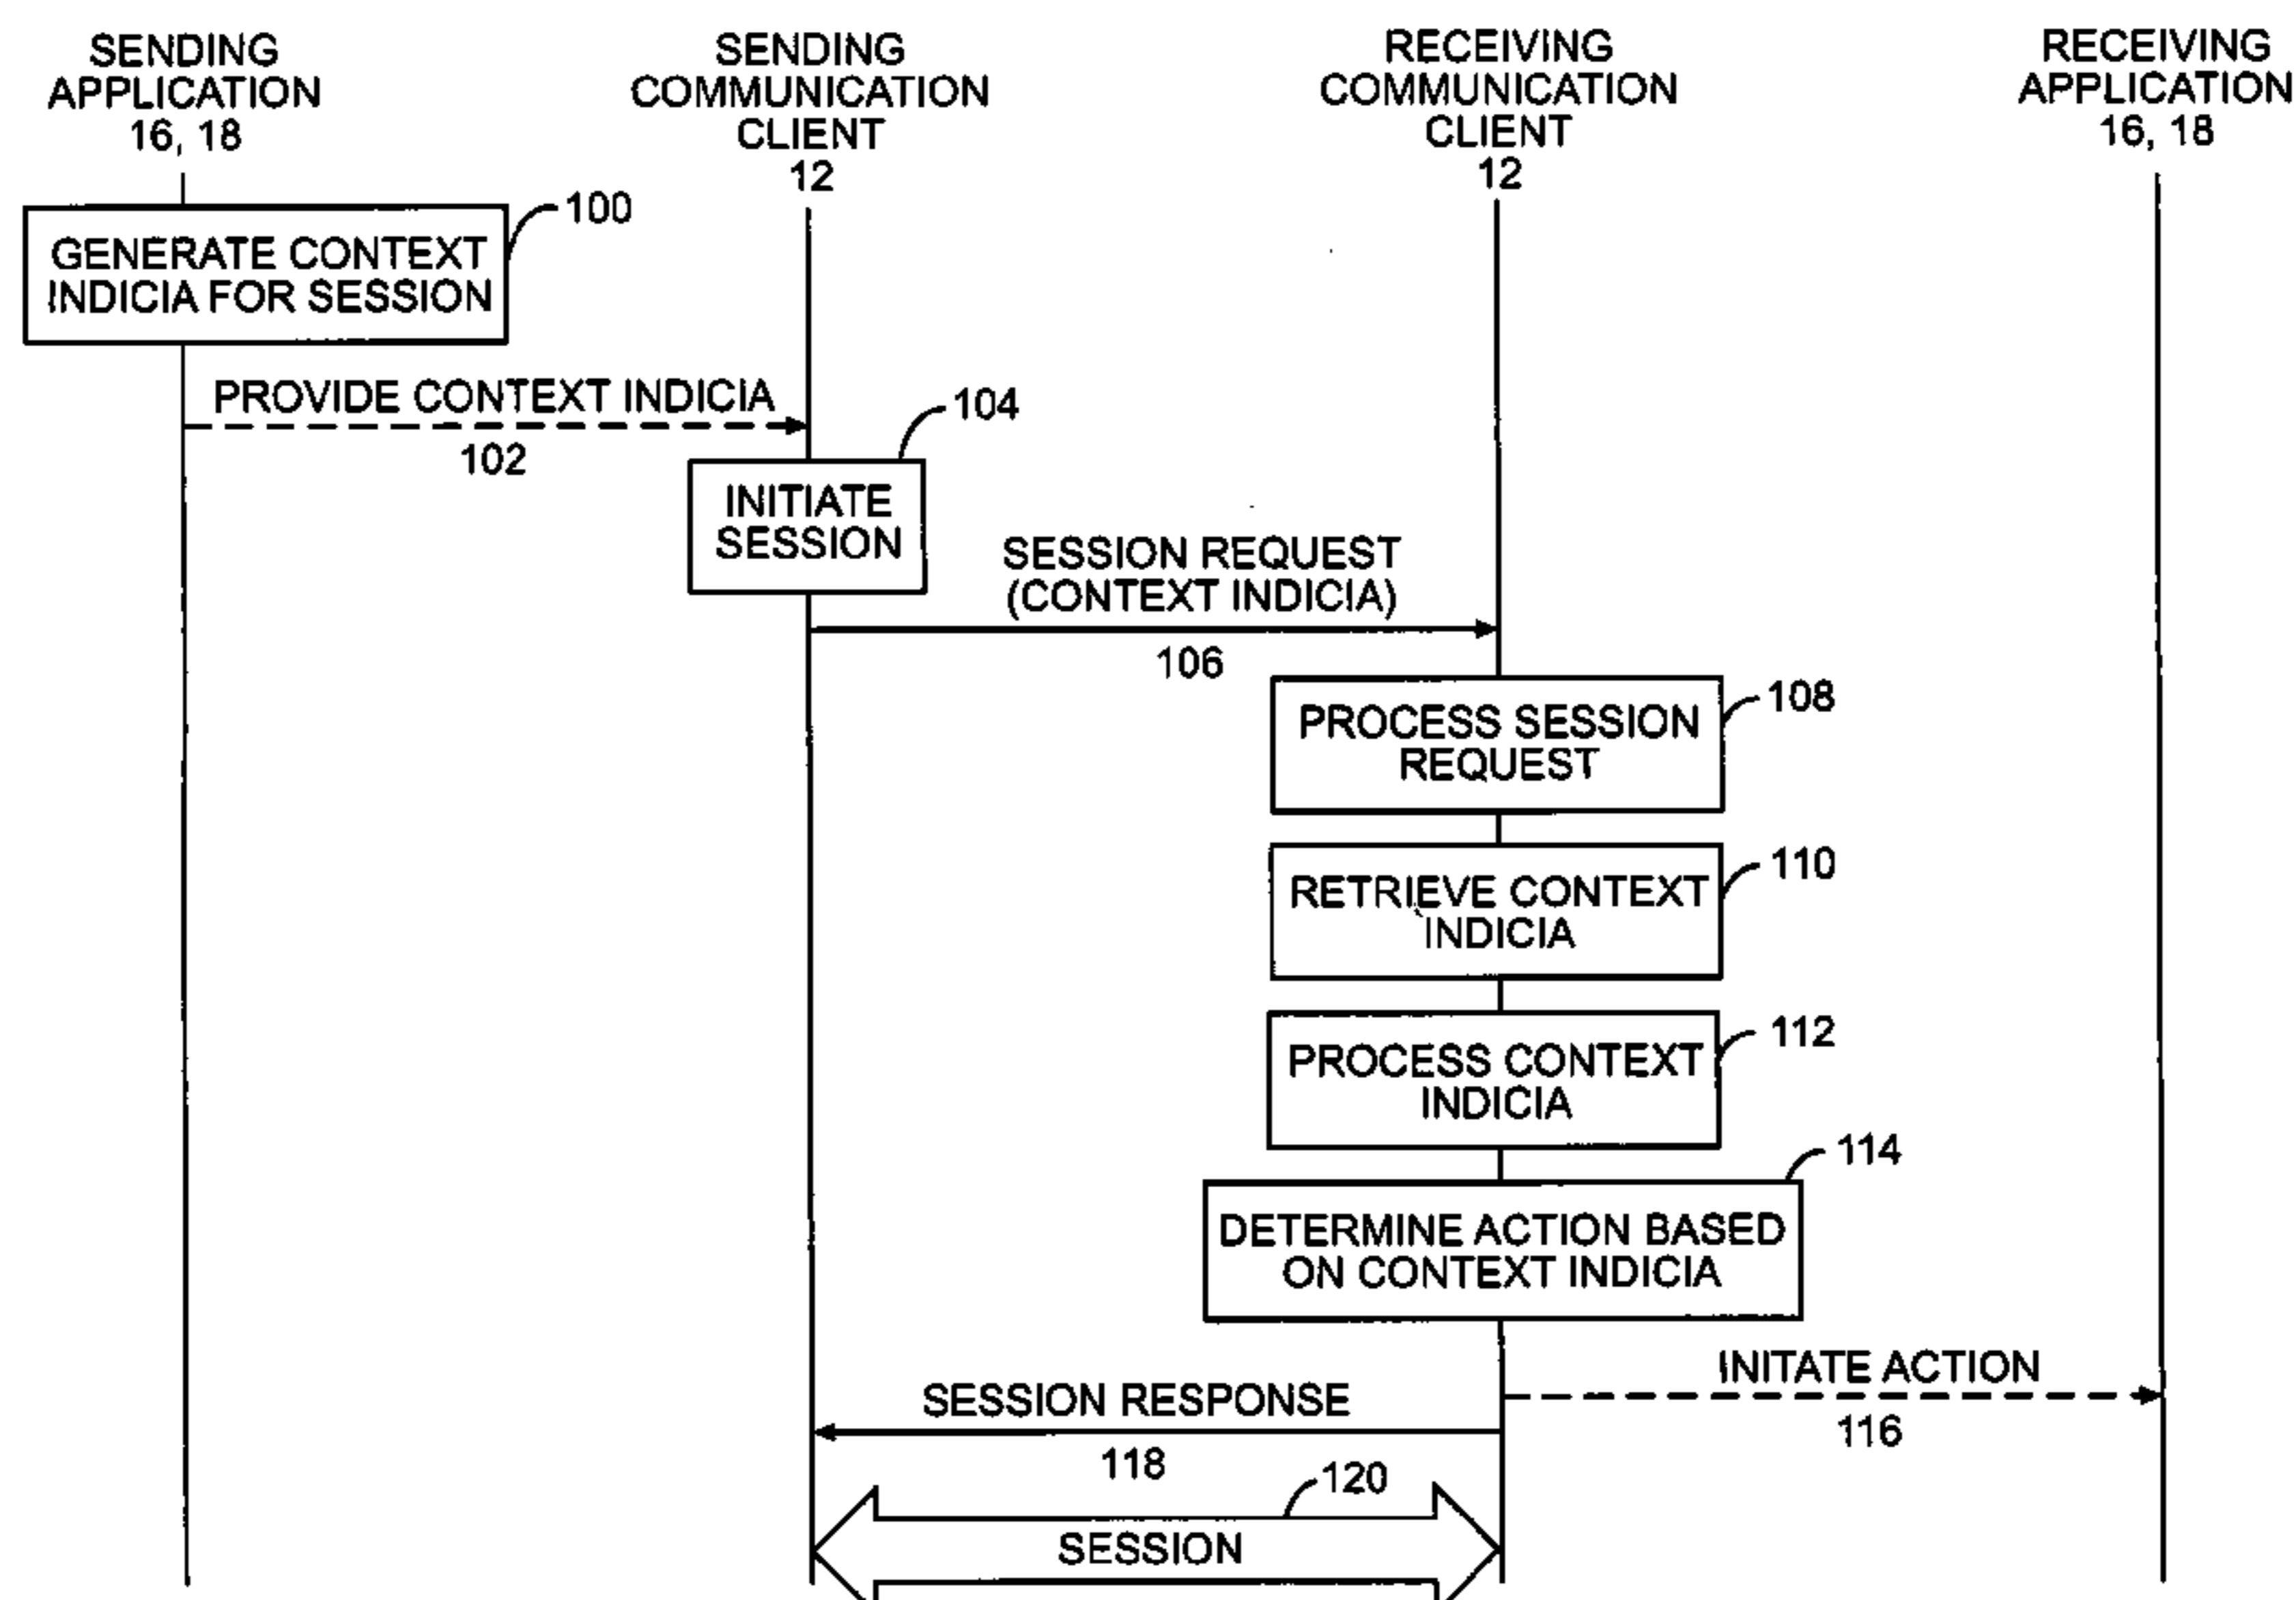 SENDING
APPLICATION
16, 18
SENDING
COMMUNICATION
CLIENT
12
RECEIVING
COMMUNICATION
CLIENT
12
RECEIVING
APPLICATION
16, 18
GENERATE CONTEXT
INDICIA FOR SESSION
100
PROVIDE CONTEXT INDICIA
102
104
INITIATE
SESSION
SESSION REQUEST
(CONTEXT INDICIA)
106
PROCESS SESSION
REQUEST
108
RETRIEVE CONTEXT
INDICIA
110
PROCESS CONTEXT
INDICIA
112
114
DETERMINE ACTION BASED
ON CONTEXT INDICIA
INITATE ACTION
116
SESSION RESPONSE
118
120
SESSION